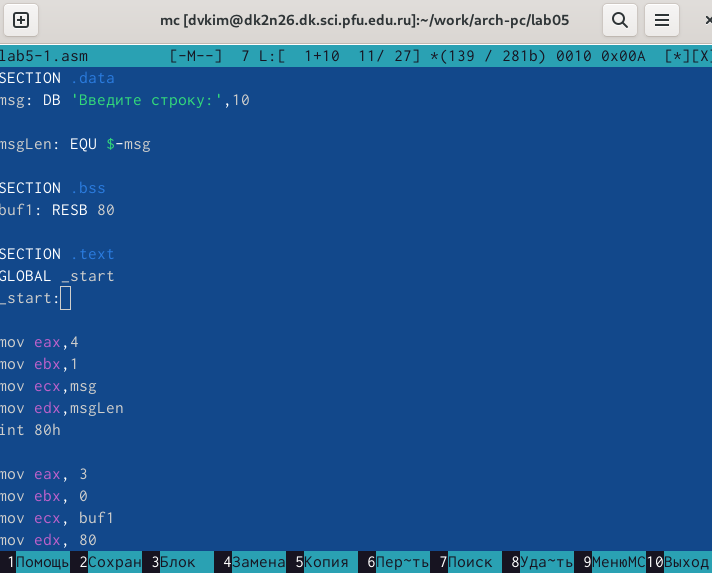 mc [dvkim@dk2n26.dk.sci.pfu.edu.ru]:~/work/arch-pc/lab05
lab5-1.asm [-M--] 7 L:[ 1+10 11/ 27] *(139 / 281b) 0010 0x00A [*][X]
SECTION .data
msg: DB 'Введите строку:',10
msgLen: EQU $-msg
SECTION .bss
buf1: RESB 80
SECTION .text
GLOBAL _start
_start:
mov eax,4
mov ebx,1
mov ecx,msg
mov edx,msgLen
int 80h
mov eax, 3
mov ebx, 0
mov ecx, buf1
mov edx, 80
1Помощь 2Сохран 3Блок 4Замена 5Копия 6Пер~ть 7Поиск 8Уда~ть 9МенюMC 10Выход